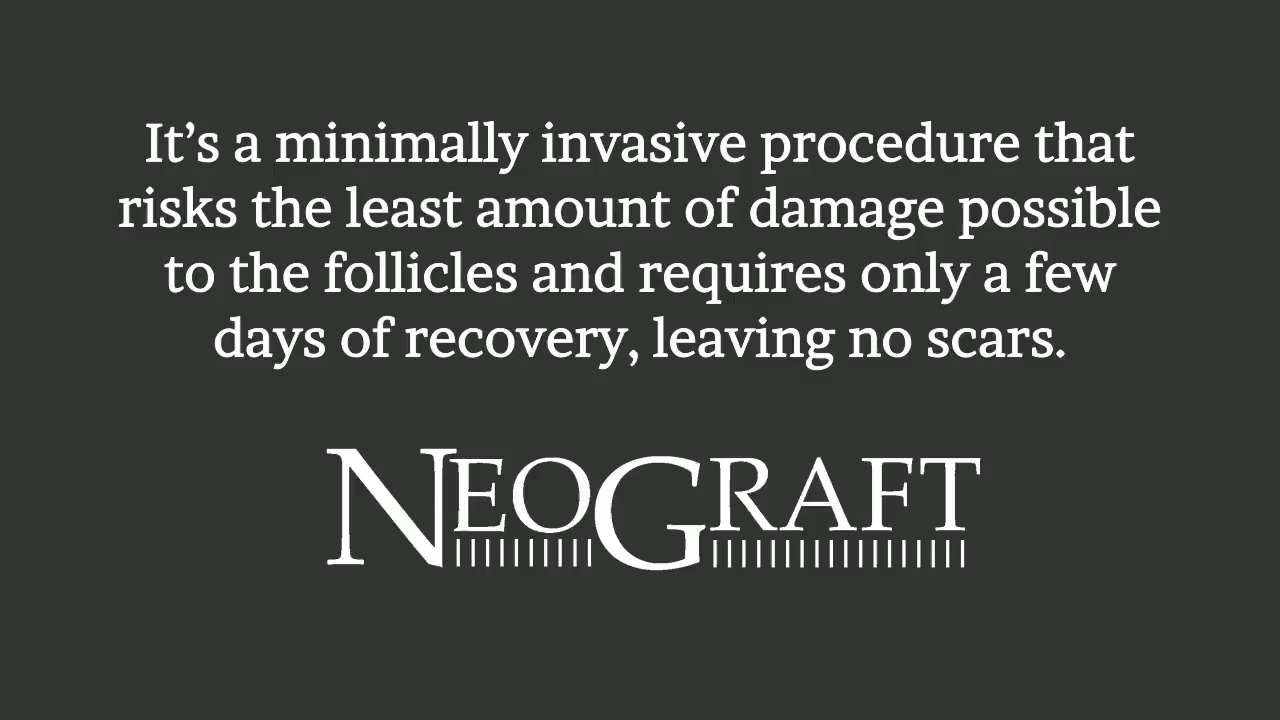 It’s a minimally invasive procedure that
risks the least amount of damage possible
to the follicles and requires only a few
days of recovery, leaving no scars.
NEOGRAFT